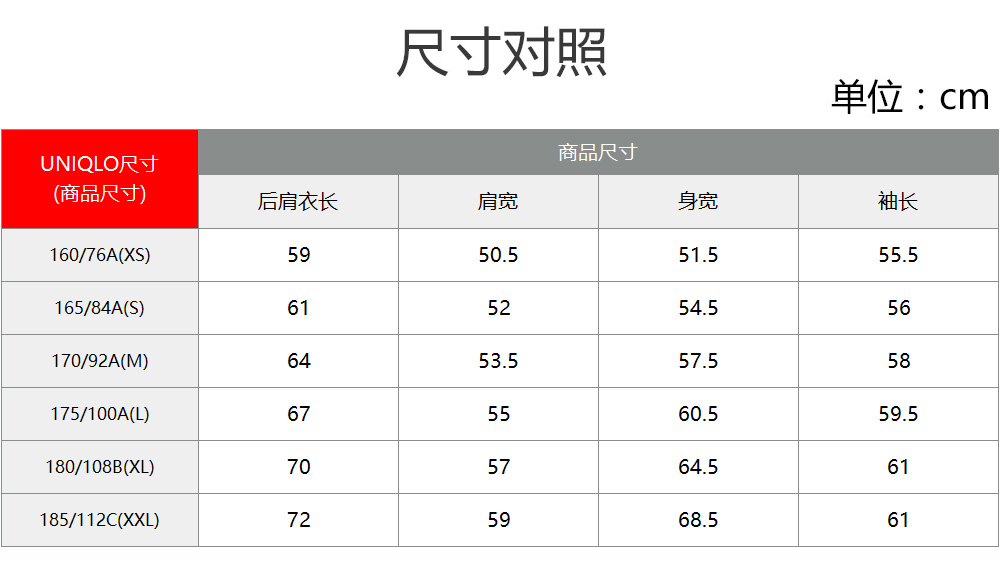 尺寸对照
单位：cm
UNIQLO尺寸
(商品尺寸)
商品尺寸
后肩衣长 肩宽 身宽 袖长
160/76A(XS) 59 50.5 51.5 55.5
165/84A(S) 61 52 54.5 56
170/92A(M) 64 53.5 57.5 58
175/100A(L) 67 55 60.5 59.5
180/108B(XL) 70 57 64.5 61
185/112C(XXL) 72 59 68.5 61